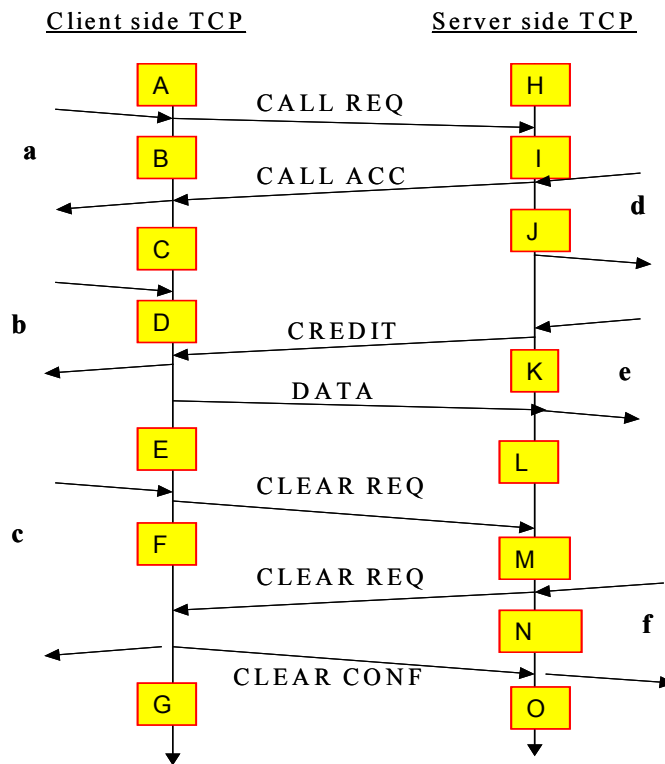 Client side TCP Server side TCP
A H
CALL REQ
a B I
CALL ACC
d
C J
b D CREDIT
K e
DATA
E L
CLEAR REQ
c F
M
CLEAR REQ
N f
CLEAR CONF
G O